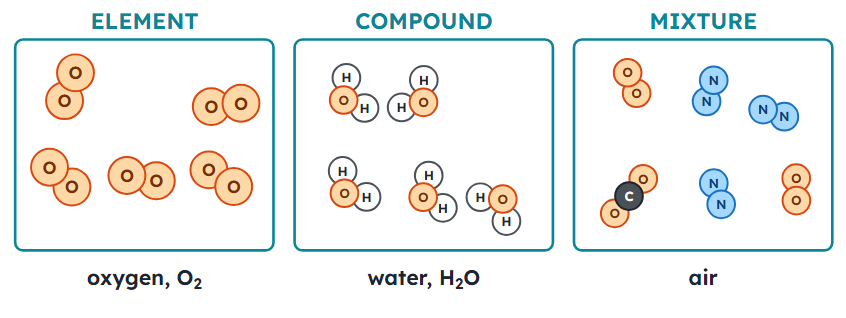 ELEMENT COMPOUND MIXTURE
O O O O O O O O O O
H O H H H O H O H H O H H O H
O O N N N N O C O N N O O
oxygen, O₂ water, H₂O air